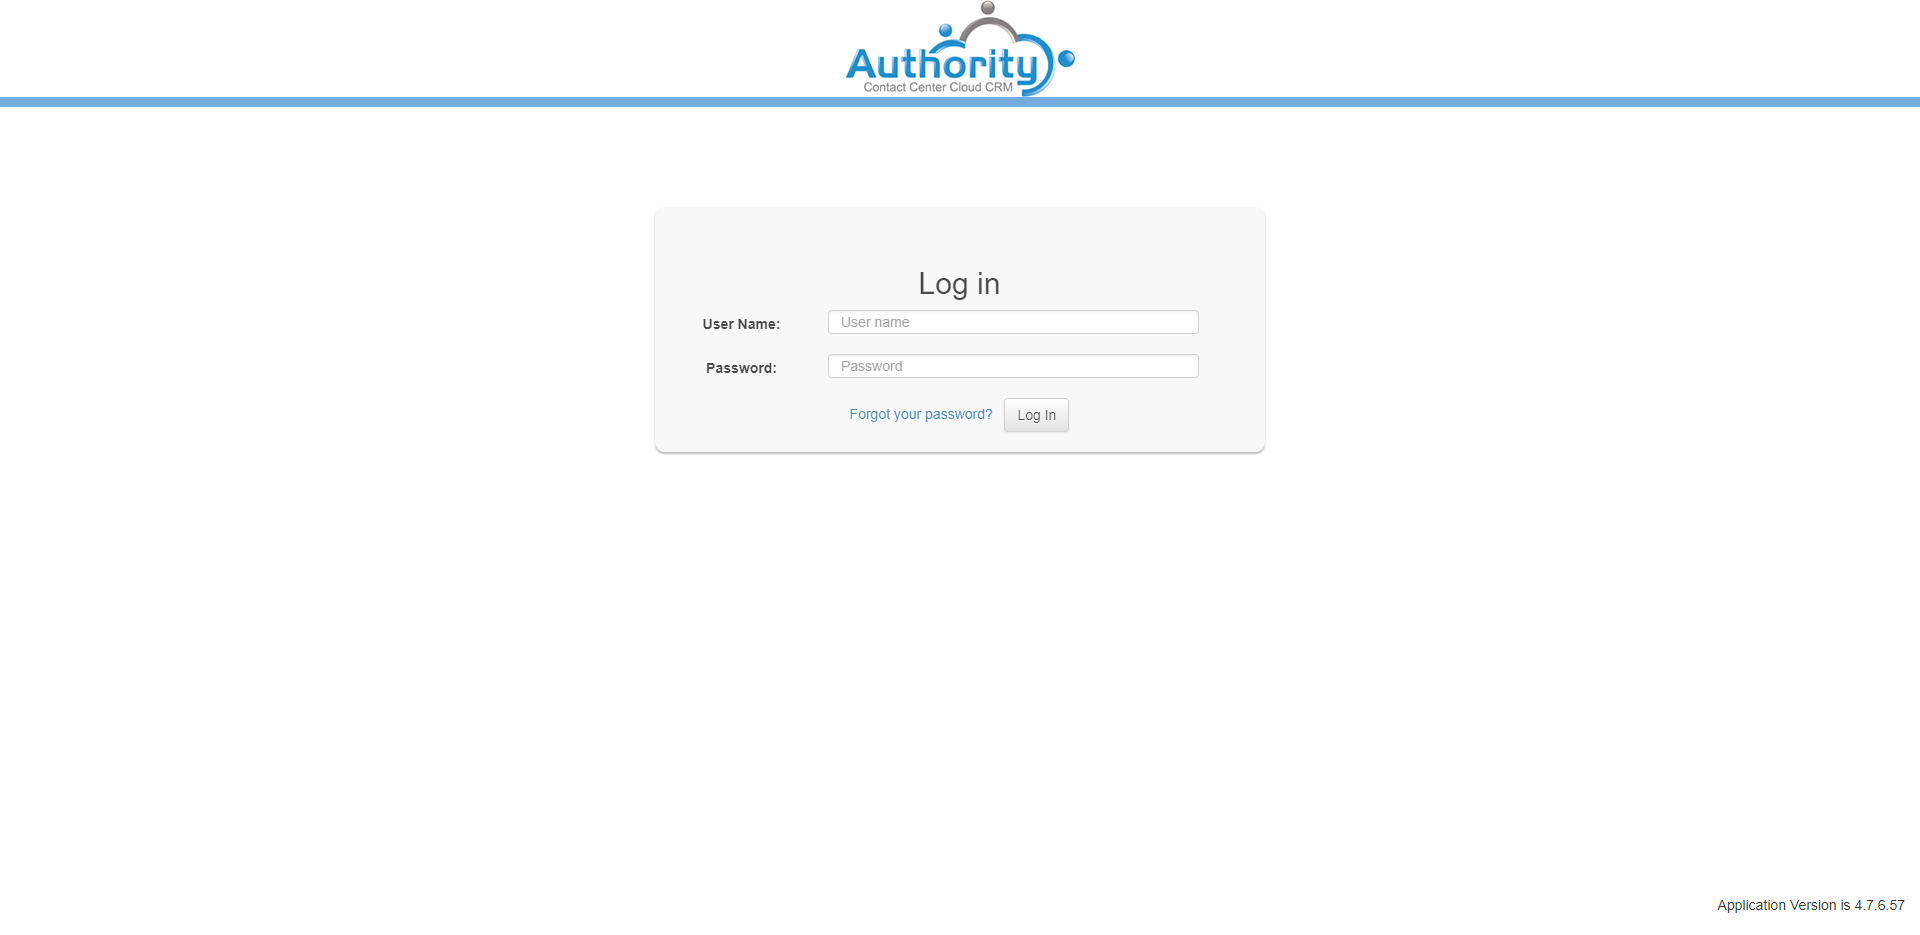 Authority
Contact Center Cloud CRM
Log in
User Name:
User name
Password:
Password
Forgot your password?
Log In
Application Version is 4.7.6.57